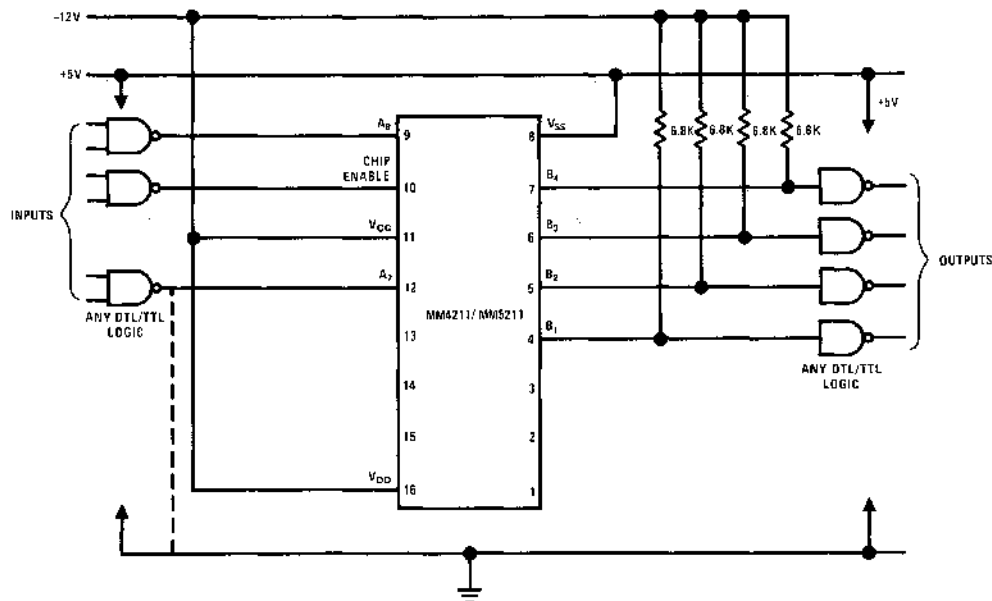 -12V
+5V
+5V
A8
9
VSS
8
6.8K
6.8K
6.8K
6.8K
CHIP
ENABLE
10
B4
7
INPUTS
VGG
11
B3
6
OUTPUTS
A7
12
B2
5
ANY DTL/TTL
LOGIC
MM4211/MM5211
13
B1
4
ANY DTL/TTL
LOGIC
14
3
15
2
VDD
16
1